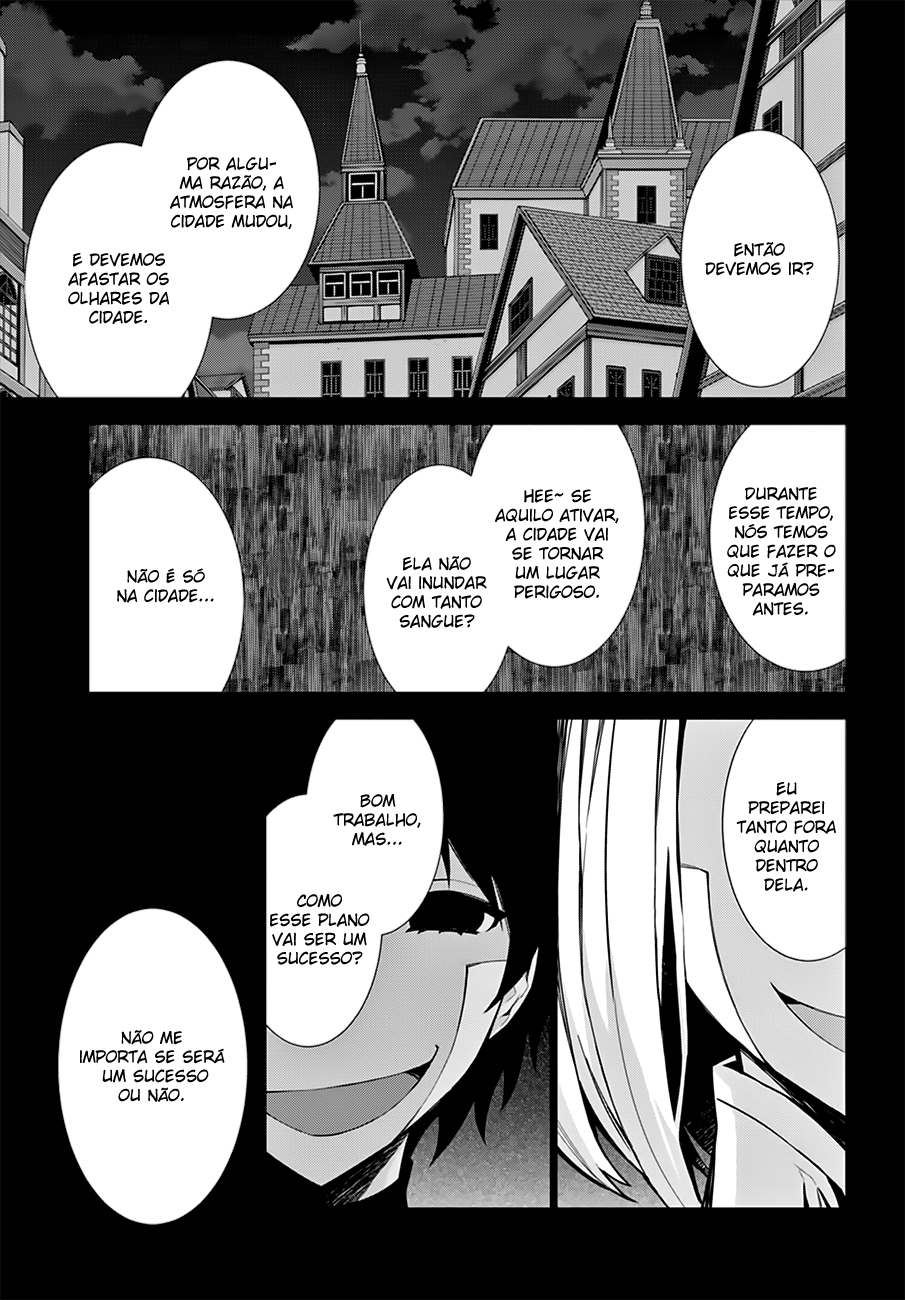 ENTÃO
DEVEMOS IR?
POR ALGU-
MA RAZÃO, A
ATMOSFERA NA
CIDADE MUDOU,
E DEVEMOS
AFASTAR OS
OLHARES DA
CIDADE.
DURANTE
ESSE TEMPO,
NÓS TEMOS
QUE FAZER O
QUE JÁ PRE-
PARAMOS
ANTES.
HEE~ SE
AQUILO ATIVAR,
A CIDADE VAI
SE TORNAR
UM LUGAR
PERIGOSO.
ELA NÃO
VAI INUNDAR
COM TANTO
SANGUE?
NÃO É SÓ
NA CIDADE...
EU
PREPAREI
TANTO FORA
QUANTO
DENTRO
DELA.
BOM
TRABALHO,
MAS...
COMO
ESSE PLANO
VAI SER UM
SUCESSO?
NÃO ME
IMPORTA SE SERÁ
UM SUCESSO
OU NÃO.